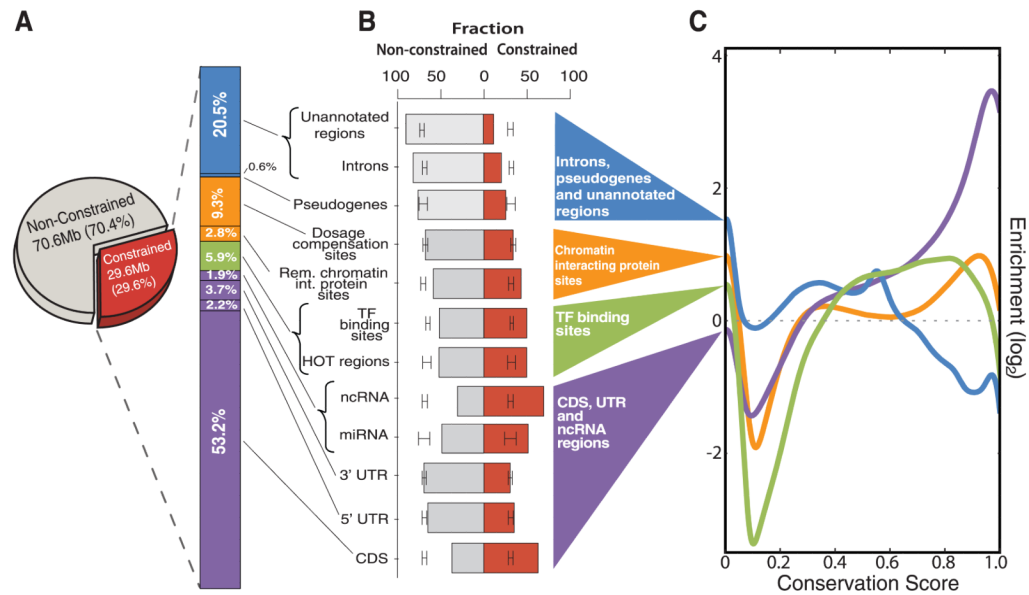 A
B
C
Non-Constrained
70.6Mb (70.4%)
Constrained
29.6Mb
(29.6%)
20.5%
0.6%
9.3%
2.8%
5.9%
1.9%
3.7%
2.2%
53.2%
Fraction
Non-constrained Constrained
100 50 0 50 100
Unannotated
regions
Introns
Pseudogenes
Dosage
compensation
sites
Rem. chromatin
int. protein
sites
TF
binding
sites
HOT regions
ncRNA
miRNA
3’ UTR
5’ UTR
CDS
Introns,
pseudogenes
and unannotated
regions
Chromatin
interacting protein
sites
TF binding
sites
CDS, UTR
and
ncRNA
regions
4
2
0
-2
0 0.2 0.4 0.6 0.8 1.0
Conservation Score
Enrichment (log2)